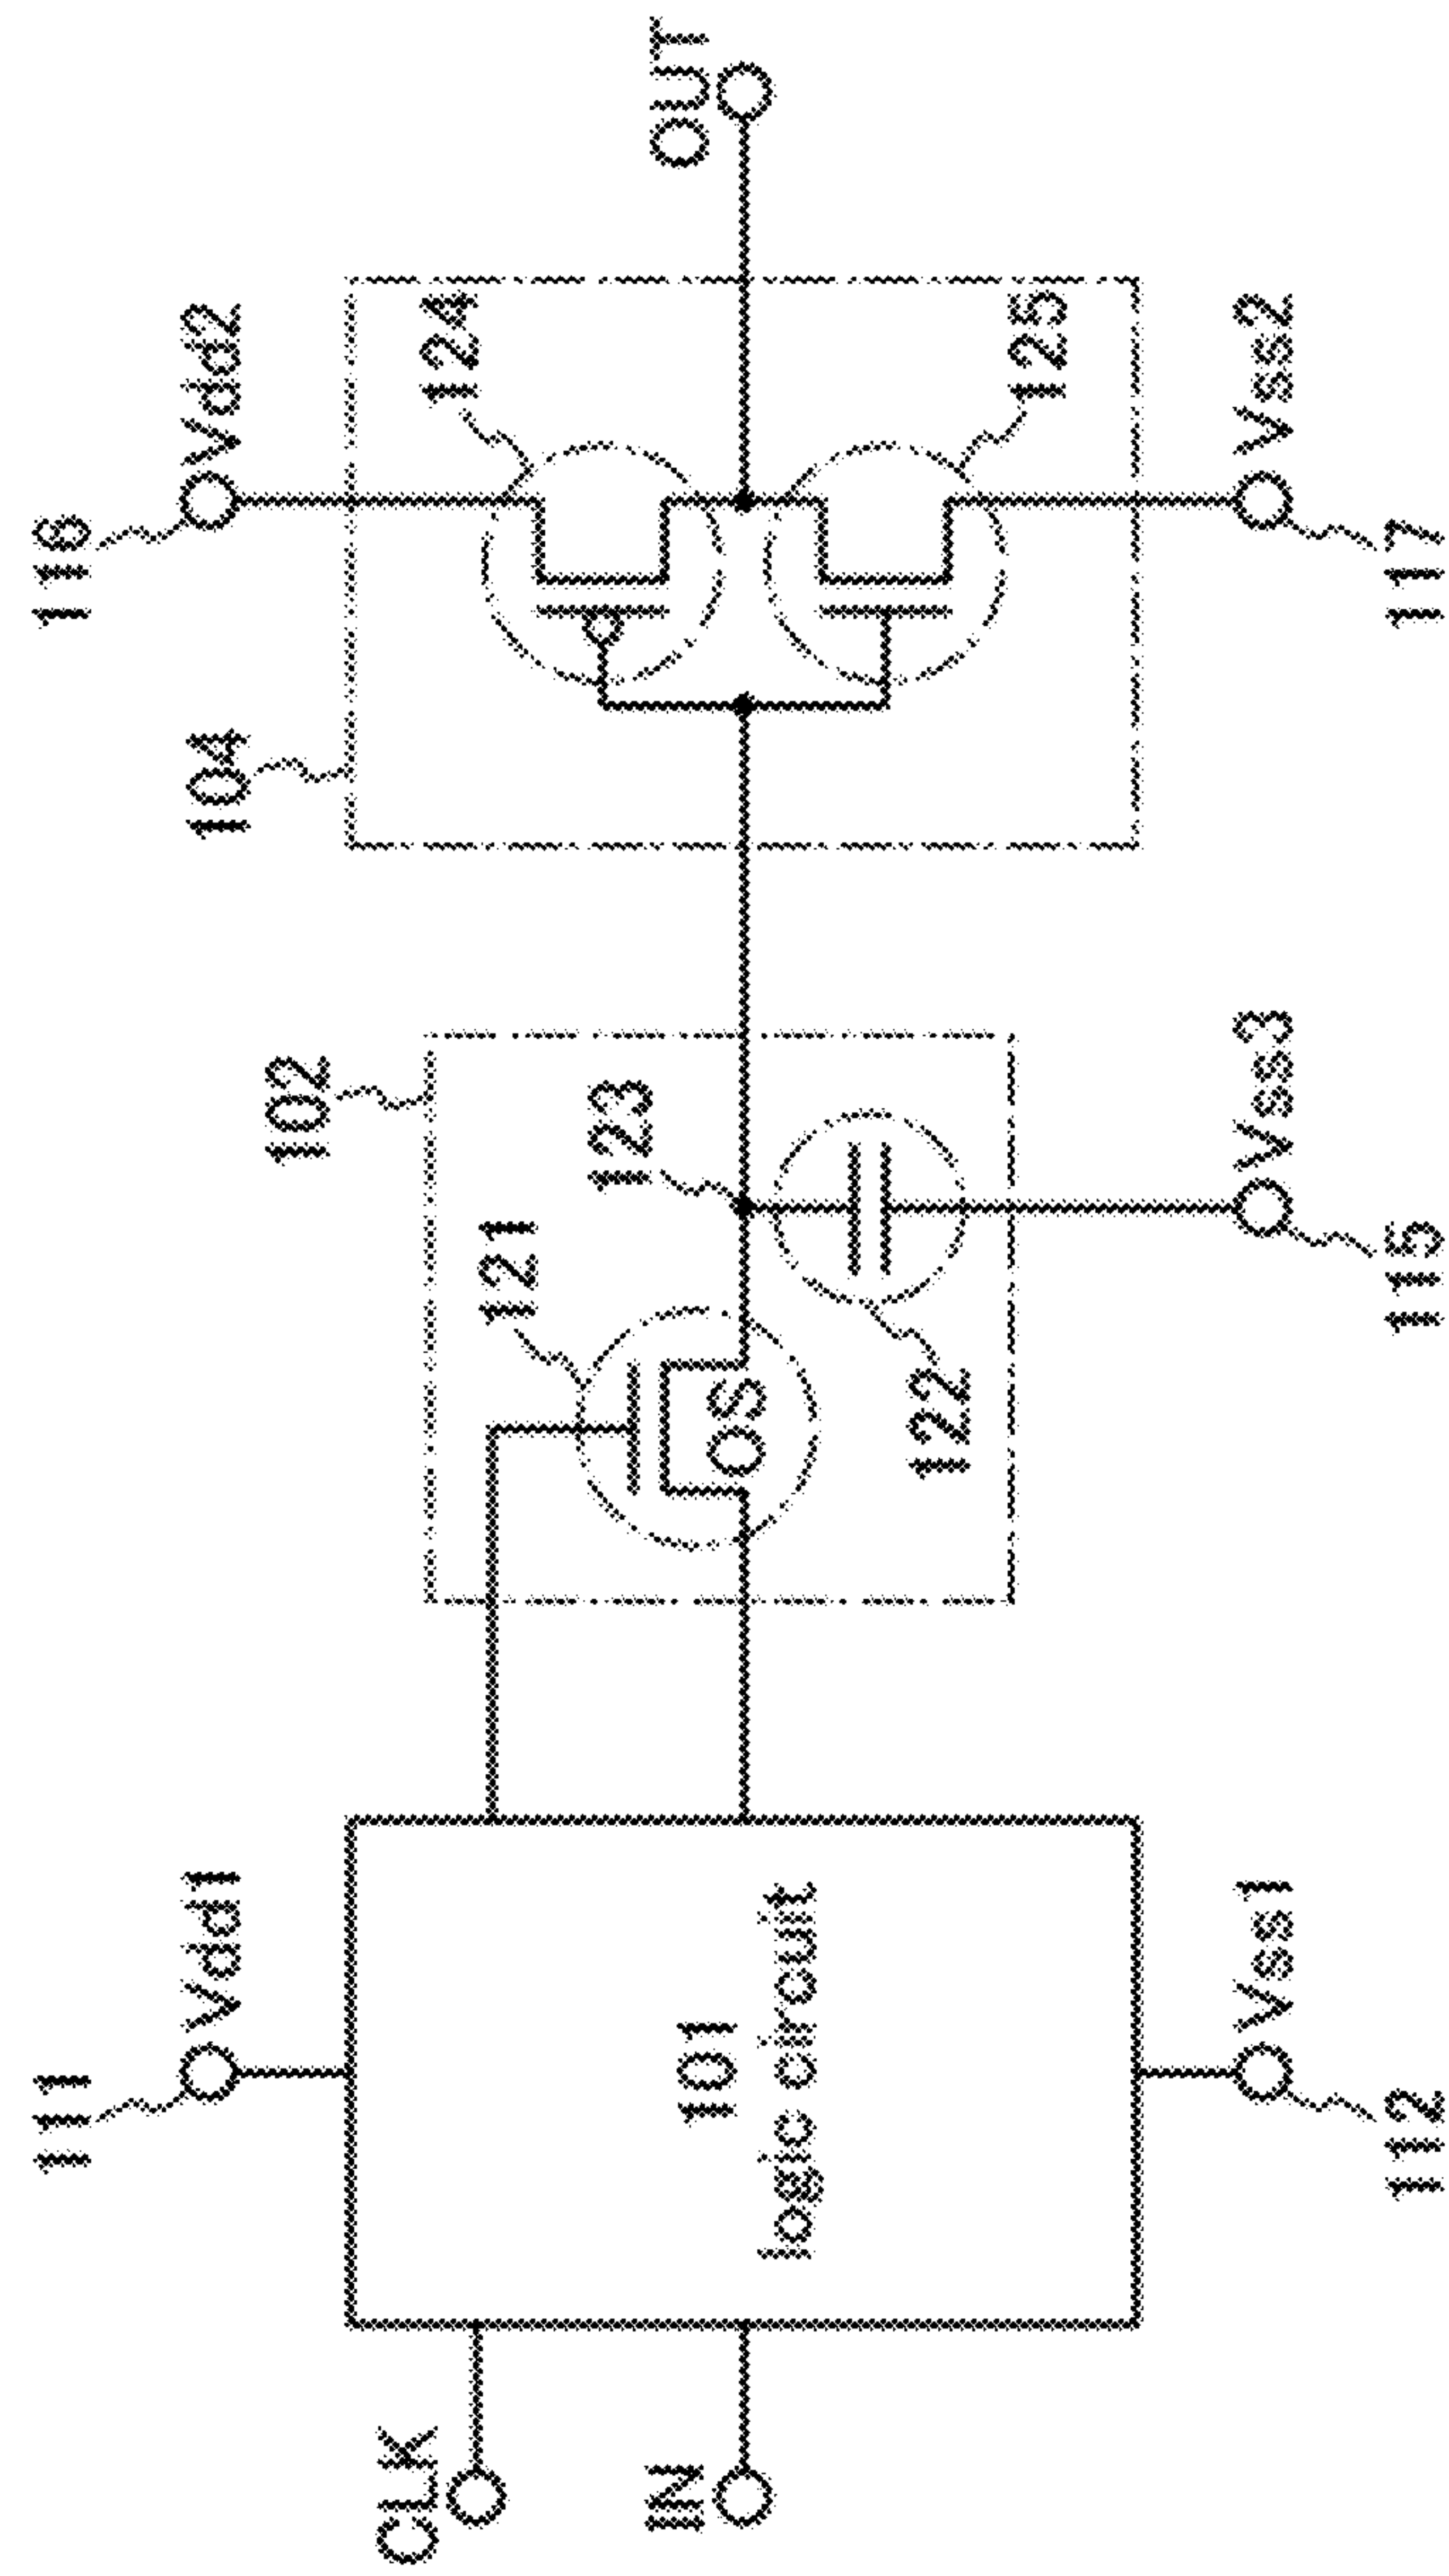 111
Vdd1
116
Vdd2
104
102
124
CLK
121
123
OUT
IN
101
logic circuit
OS
122
125
Vss1
112
Vss3
115
Vss2
117